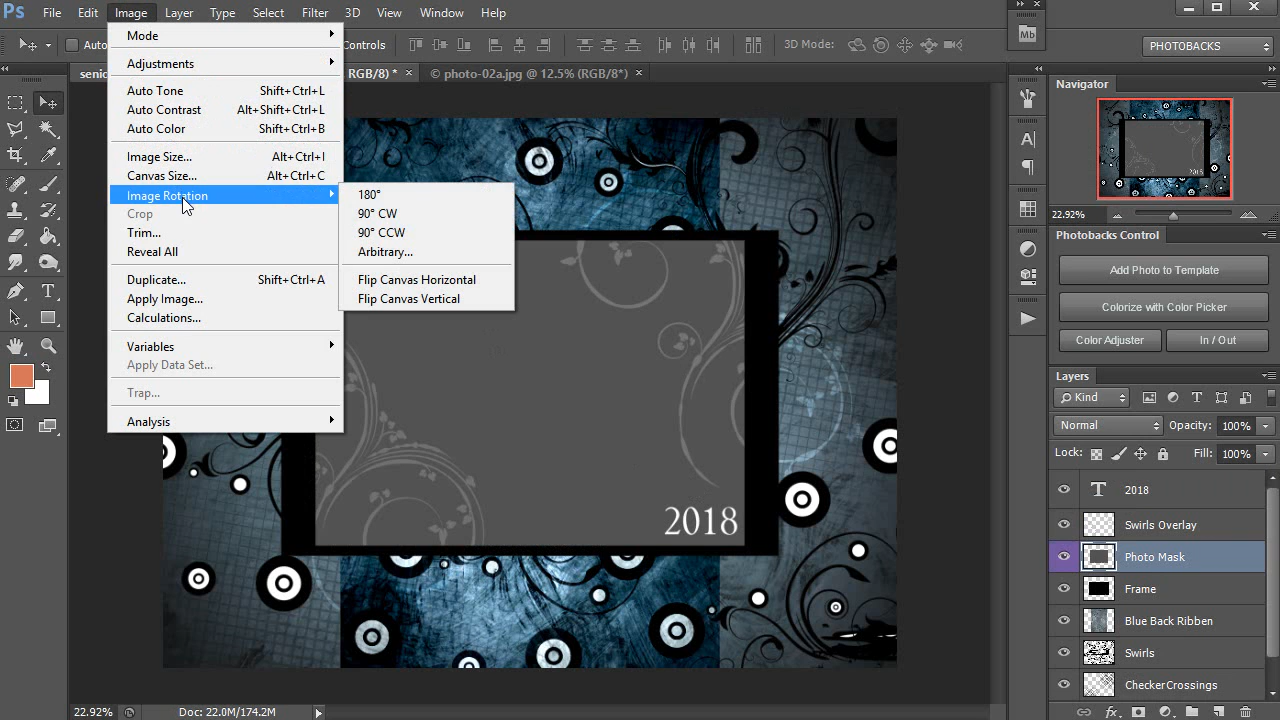 Ps File Edit Image Layer Type Select Filter 3D View Window Help
Auto Controls 3D Mode: Mb PHOTOBACKS
senio RGB/8) * × © photo-02a.jpg @ 12.5% (RGB/8*) ×
Mode
Adjustments
Auto Tone Shift+Ctrl+L
Auto Contrast Alt+Shift+Ctrl+L
Auto Color Shift+Ctrl+B
Image Size... Alt+Ctrl+I
Canvas Size... Alt+Ctrl+C
Image Rotation
Crop
Trim...
Reveal All
Duplicate... Shift+Ctrl+A
Apply Image...
Calculations...
Variables
Apply Data Set...
Trap...
Analysis
180°
90° CW
90° CCW
Arbitrary...
Flip Canvas Horizontal
Flip Canvas Vertical
2018
Navigator
2018
22.92%
Photobacks Control
Add Photo to Template
Colorize with Color Picker
Color Adjuster In / Out
Layers
Kind
Normal Opacity: 100%
Lock: Fill: 100%
T 2018
Swirls Overlay
Photo Mask
Frame
Blue Back Ribben
Swirls
CheckerCrossings
fx
22.92% Doc: 22.0M/174.2M